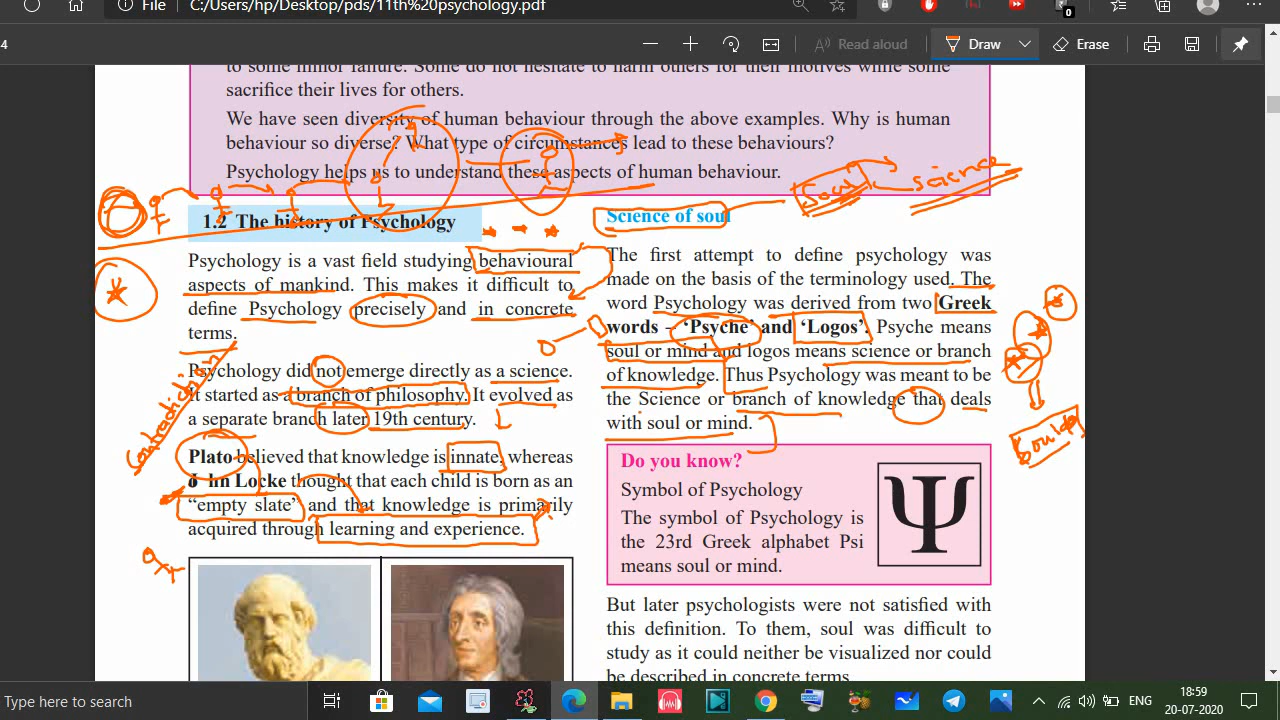 File
C:/Users/hp/Desktop/pds/11th%20psychology.pdf
4
Read aloud
Draw
Erase
to some minor failure. Some do not hesitate to harm others for their motives while some
sacrifice their lives for others.
We have seen diversity of human behaviour through the above examples. Why is human
behaviour so diverse? What type of circumstances lead to these behaviours?
Psychology helps us to understand these aspects of human behaviour.
Soul
science
1.2 The history of Psychology
Psychology is a vast field studying behavioural
aspects of mankind. This makes it difficult to
define Psychology precisely and in concrete
terms.
Psychology did not emerge directly as a science.
It started as a branch of philosophy. It evolved as
a separate branch later 19th century.
contradiction
Plato believed that knowledge is innate, whereas
John Locke thought that each child is born as an
“empty slate” and that knowledge is primarily
acquired through learning and experience.
Science of soul
The first attempt to define psychology was
made on the basis of the terminology used. The
word Psychology was derived from two Greek
words – ‘Psyche’ and ‘Logos’. Psyche means
soul or mind and logos means science or branch
of knowledge. Thus Psychology was meant to be
the Science or branch of knowledge that deals
with soul or mind.
Do you know?
Symbol of Psychology
The symbol of Psychology is
the 23rd Greek alphabet Psi
means soul or mind.
Ψ
But later psychologists were not satisfied with
this definition. To them, soul was difficult to
study as it could neither be visualized nor could
be described in concrete terms
Type here to search
ENG
18:59
20-07-2020